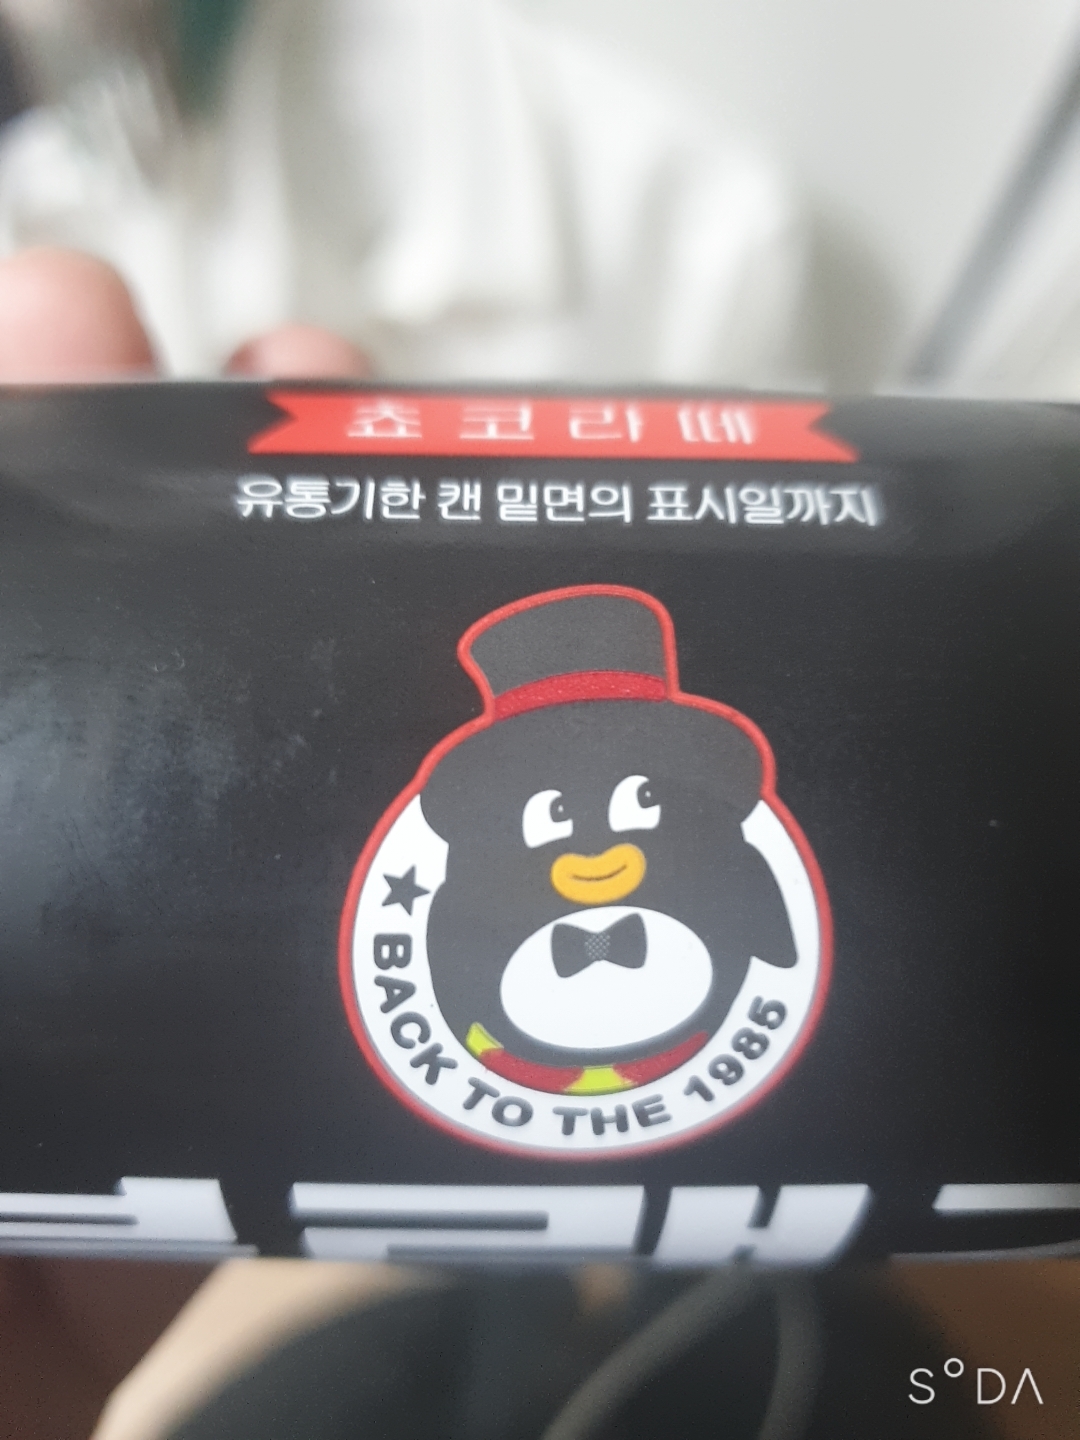 쵸코라떼
유통기한 캔 밑면의 표시일까지
★ BACK TO THE 1985
SODA